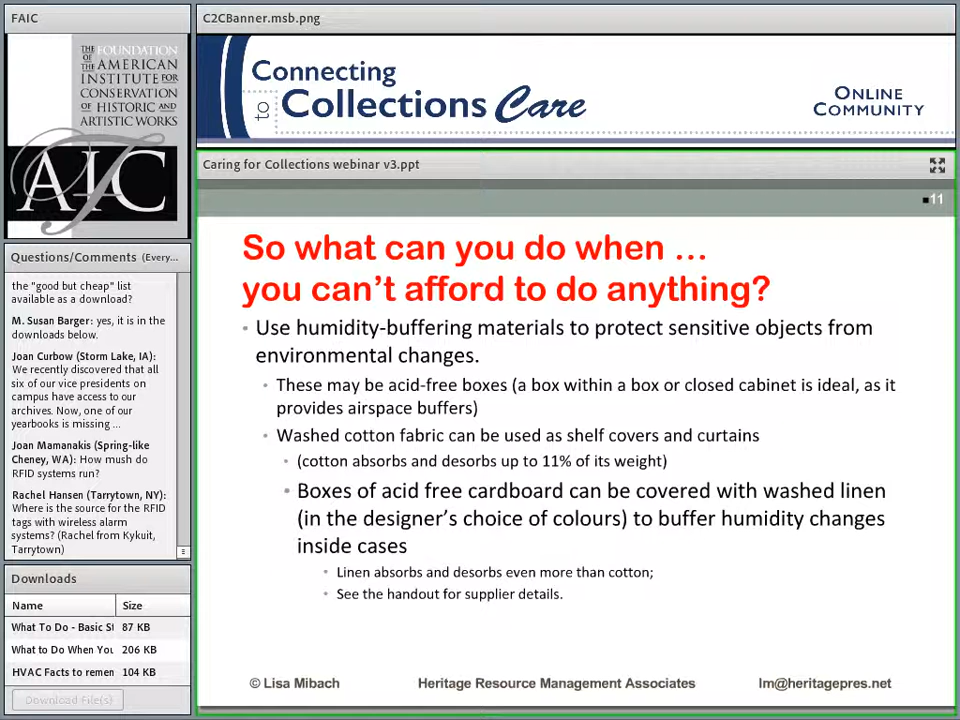 FAIC
THE FOUNDATION
OF THE AMERICAN
INSTITUTE FOR
CONSERVATION
OF HISTORIC AND
ARTISTIC WORKS
AIC
Questions/Comments (Every...
the "good but cheap" list
available as a download?
M. Susan Barger: yes, it is in the
downloads below.
Joan Curbow (Storm Lake, IA):
We recently discovered that all
six of our vice presidents on
campus have access to our
archives. Now, one of our
yearbooks is missing ...
Joan Mamanakis (Spring-like
Cheney, WA): How mush do
RFID systems run?
Rachel Hansen (Tarrytown, NY):
Where is the source for the RFID
tags with wireless alarm
systems? (Rachel from Kykuit,
Tarrytown)
Downloads
Name Size
What To Do - Basic St 87 KB
What to Do When You 206 KB
HVAC Facts to remen 104 KB
Download File(s)
C2CBanner.msb.png
Connecting
to Collections Care
ONLINE
COMMUNITY
Caring for Collections webinar v3.ppt
11
So what can you do when …
you can’t afford to do anything?
• Use humidity-buffering materials to protect sensitive objects from
environmental changes.
• These may be acid-free boxes (a box within a box or closed cabinet is ideal, as it
provides airspace buffers)
• Washed cotton fabric can be used as shelf covers and curtains
• (cotton absorbs and desorbs up to 11% of its weight)
• Boxes of acid free cardboard can be covered with washed linen
(in the designer’s choice of colours) to buffer humidity changes
inside cases
• Linen absorbs and desorbs even more than cotton;
• See the handout for supplier details.
© Lisa Mibach Heritage Resource Management Associates lm@heritagepres.net